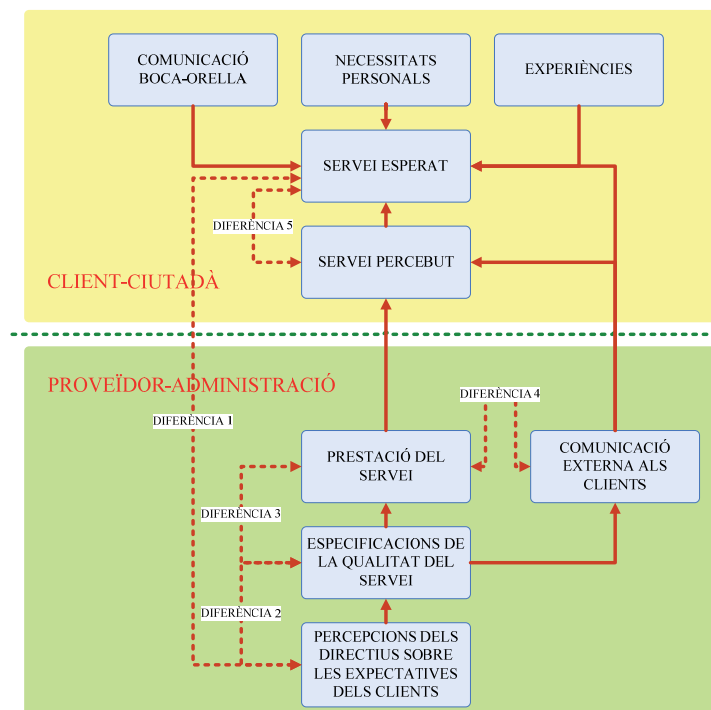 COMUNICACIÓ
BOCA-ORELLA
NECESSITATS
PERSONALS
EXPERIÈNCIES
SERVEI ESPERAT
DIFERÈNCIA 5
SERVEI PERCEBUT
CLIENT-CIUTADÀ
PROVEÏDOR-ADMINISTRACIÓ
DIFERÈNCIA 4
DIFERÈNCIA 1
PRESTACIÓ DEL
SERVEI
COMUNICACIÓ
EXTERNA ALS
CLIENTS
DIFERÈNCIA 3
ESPECIFICACIONS DE
LA QUALITAT DEL
SERVEI
DIFERÈNCIA 2
PERCEPCIONS DELS
DIRECTIUS SOBRE
LES EXPECTATIVES
DELS CLIENTS